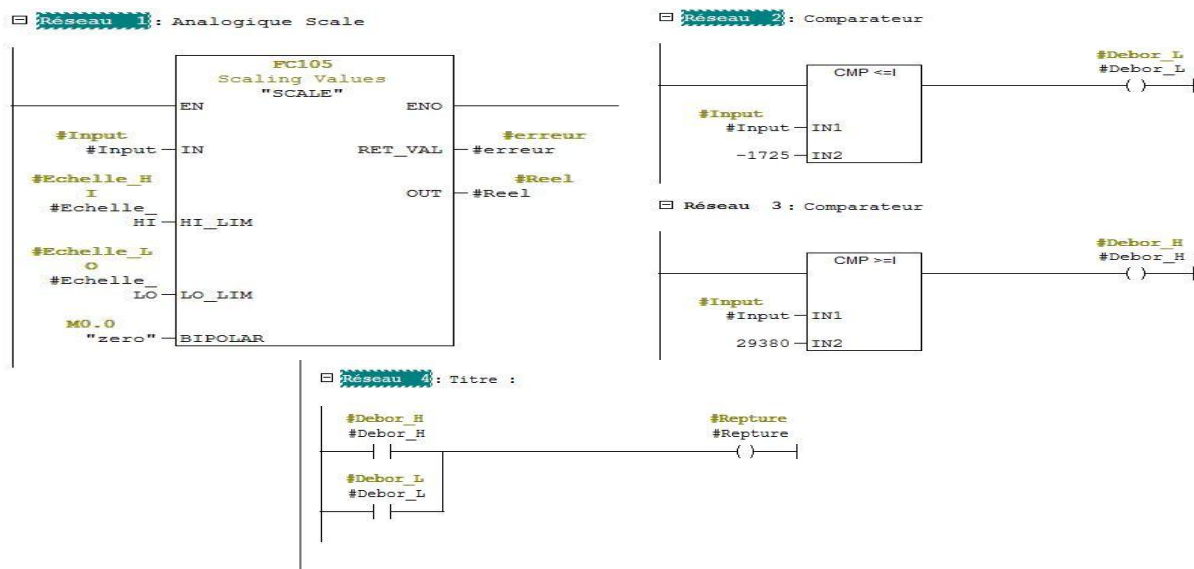 Réseau 1 : Analogique Scale
FC105
Scaling Values
"SCALE"
EN ENO
#Input
#Input IN
#erreur
RET_VAL #erreur
#Echelle_H
I
#Echelle_
HI HI_LIM
#Reel
OUT #Reel
#Echelle_L
O
#Echelle_
LO LO_LIM
M0.0
"zero" BIPOLAR
Réseau 2 : Comparateur
CMP <=I
#Debor_L
#Debor_L
( )
#Input
#Input IN1
-1725 IN2
Réseau 3 : Comparateur
CMP >=I
#Debor_H
#Debor_H
( )
#Input
#Input IN1
29380 IN2
Réseau 4 : Titre :
#Debor_H
#Debor_H
#Repture
#Repture
( )
#Debor_L
#Debor_L